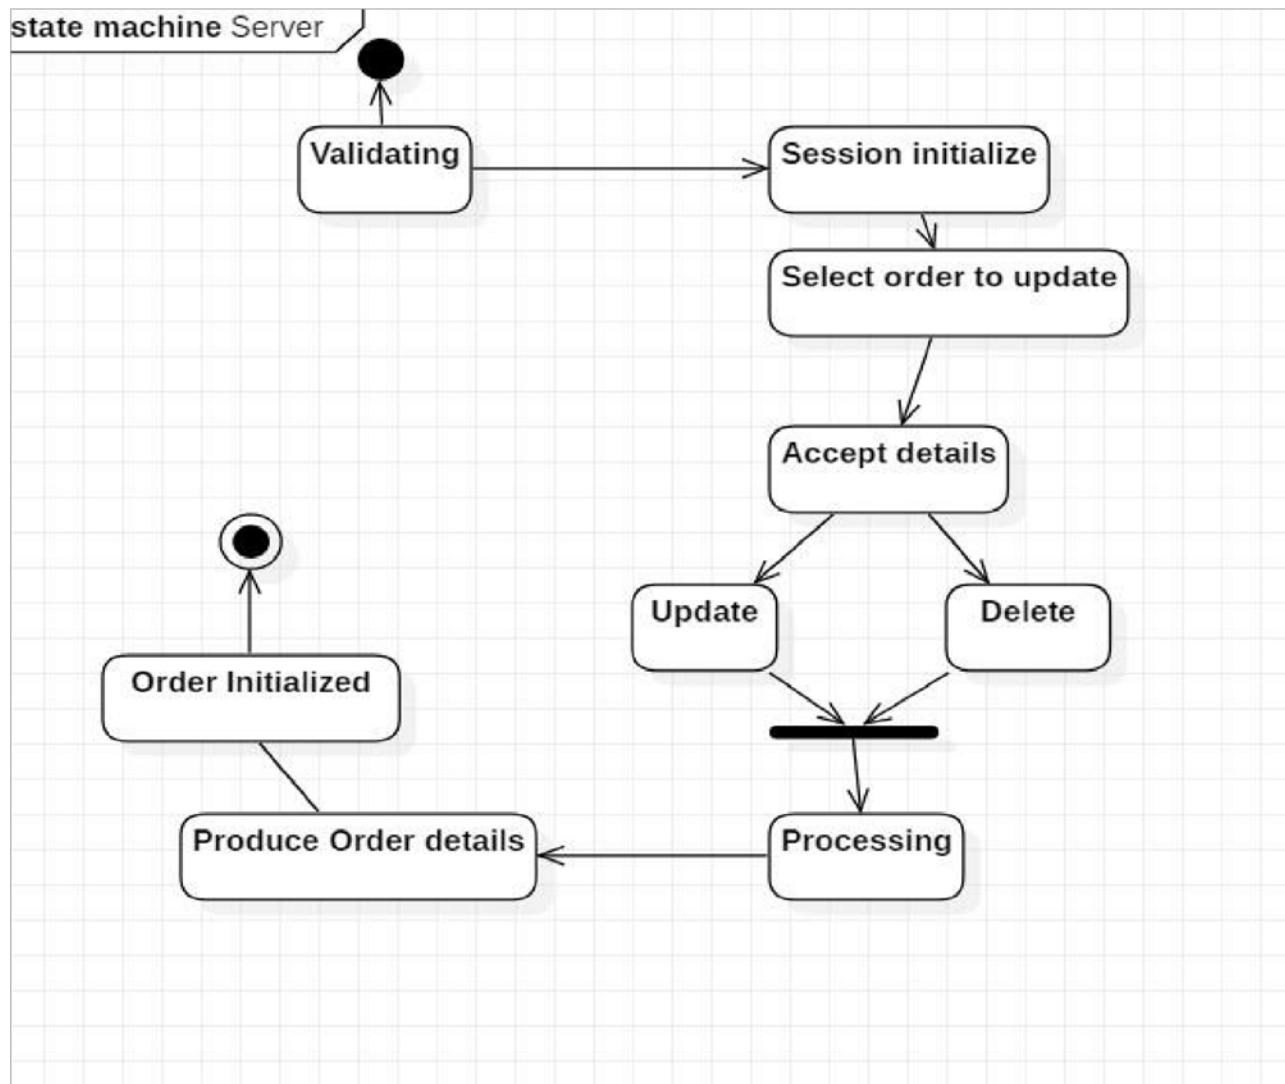 state machine Server
Validating
Session initialize
Select order to update
Accept details
Update
Delete
Order Initialized
Produce Order details
Processing